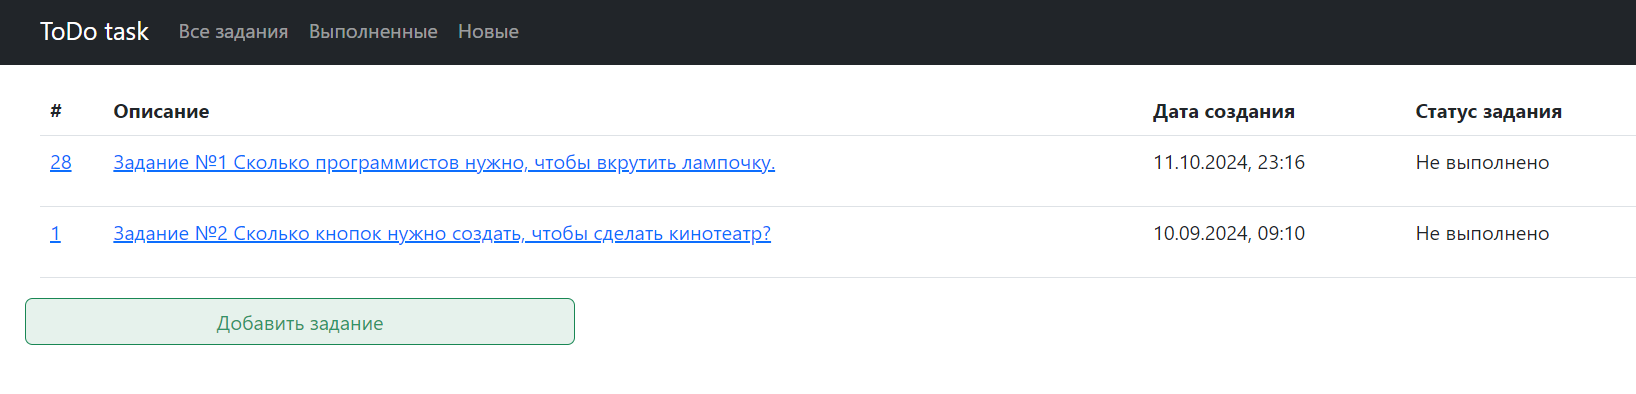 ToDo task Все задания Выполненные Новые
# Описание Дата создания Статус задания
28 Задание №1 Сколько программистов нужно, чтобы вкрутить лампочку. 11.10.2024, 23:16 Не выполнено
1 Задание №2 Сколько кнопок нужно создать, чтобы сделать кинотеатр? 10.09.2024, 09:10 Не выполнено
Добавить задание